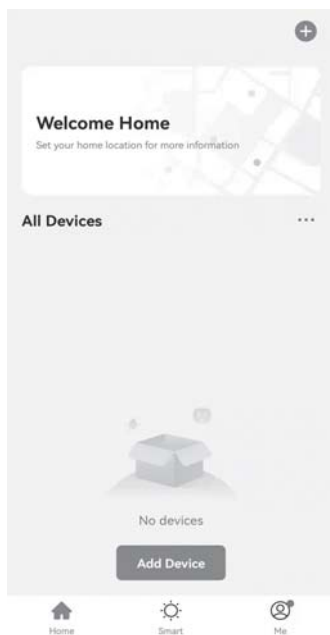 Welcome Home
Set your home location for more information
All Devices
No devices
Add Device
Home Smart Me